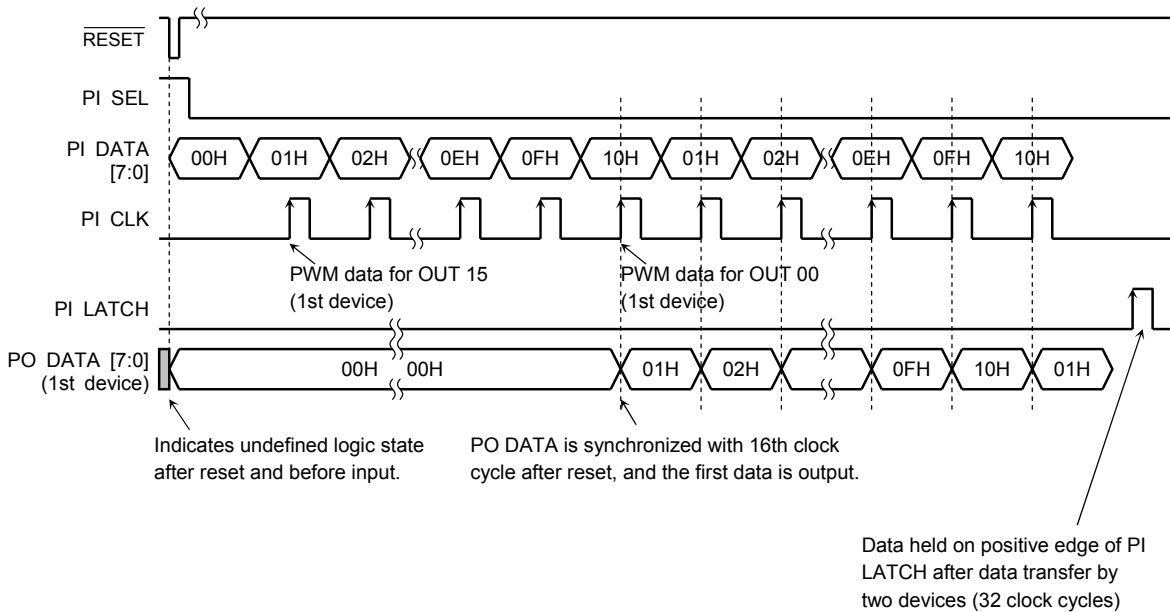 RESET
PI SEL
PI DATA
[7:0]
00H 01H 02H 0EH 0FH 10H 01H 02H 0EH 0FH 10H
PI CLK
PWM data for OUT 15
(1st device)
PWM data for OUT 00
(1st device)
PI LATCH
PO DATA [7:0]
(1st device)
00H 00H 01H 02H 0FH 10H 01H
Indicates undefined logic state
after reset and before input.
PO DATA is synchronized with 16th clock
cycle after reset, and the first data is output.
Data held on positive edge of PI
LATCH after data transfer by
two devices (32 clock cycles)